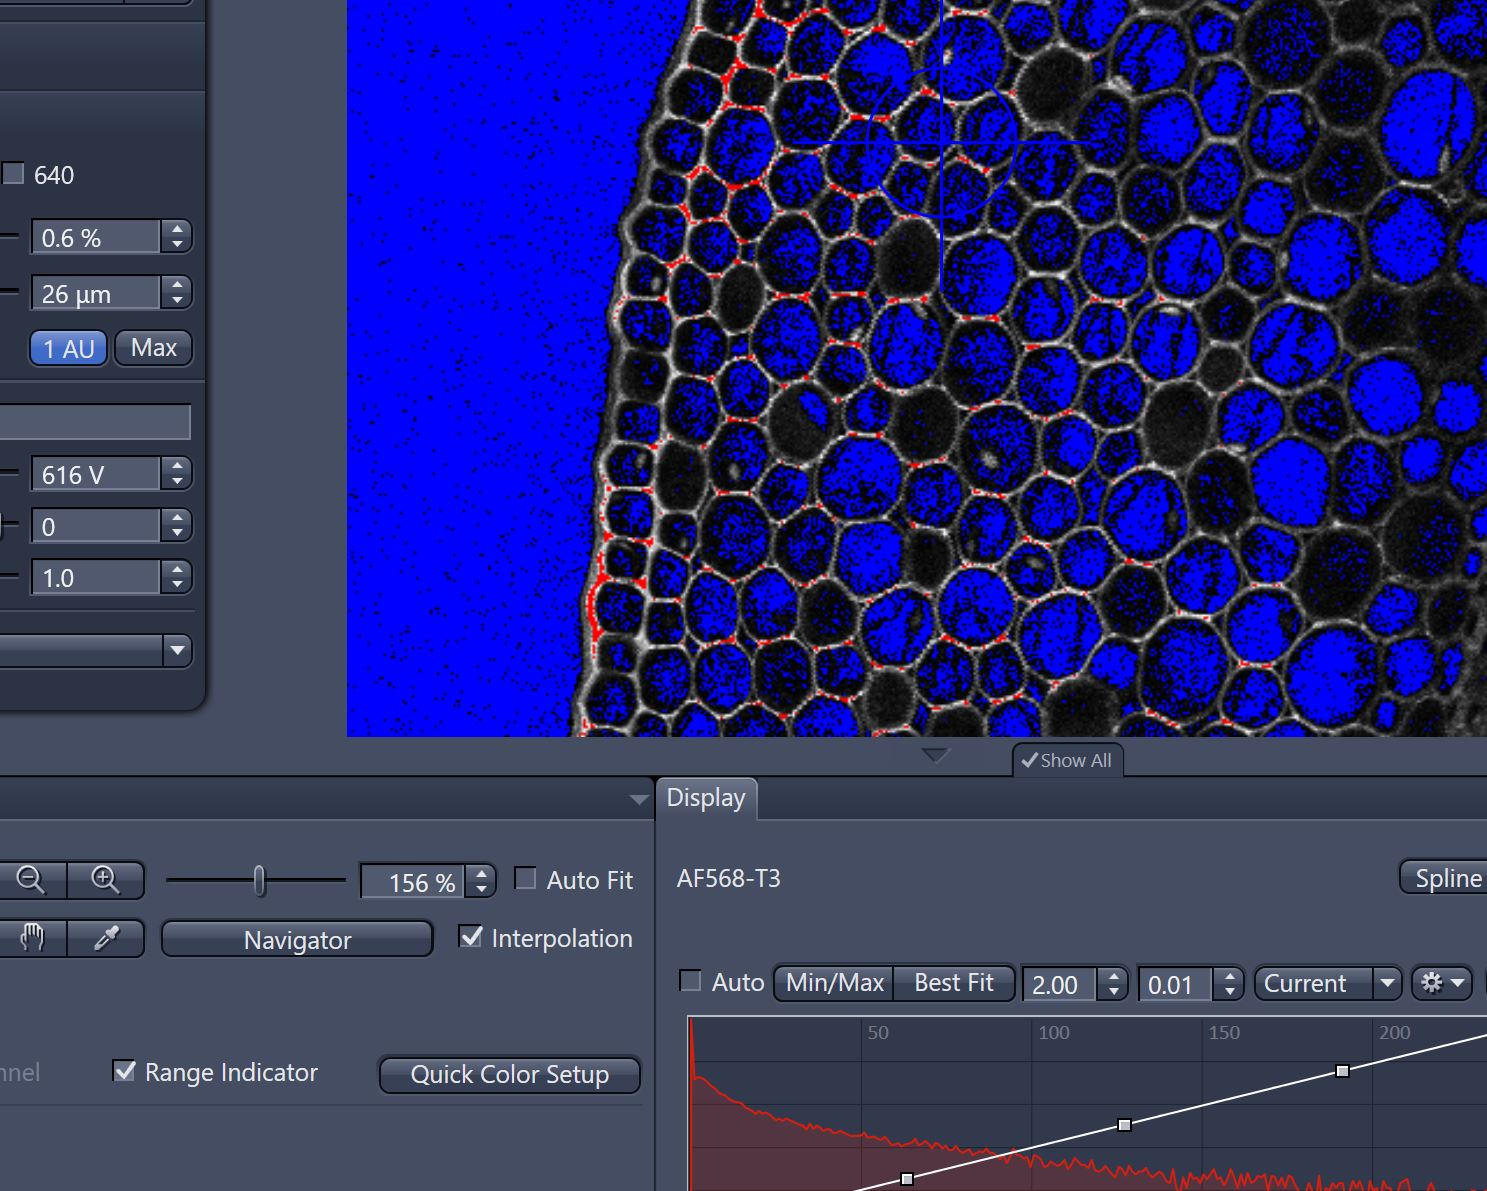 640
0.6 %
26 µm
1 AU Max
616 V
0
1.0
Show All
Display
156 % Auto Fit
AF568-T3
Spline
Navigator Interpolation
Auto Min/Max Best Fit 2.00 0.01 Current
50 100 150 200
Range Indicator Quick Color Setup